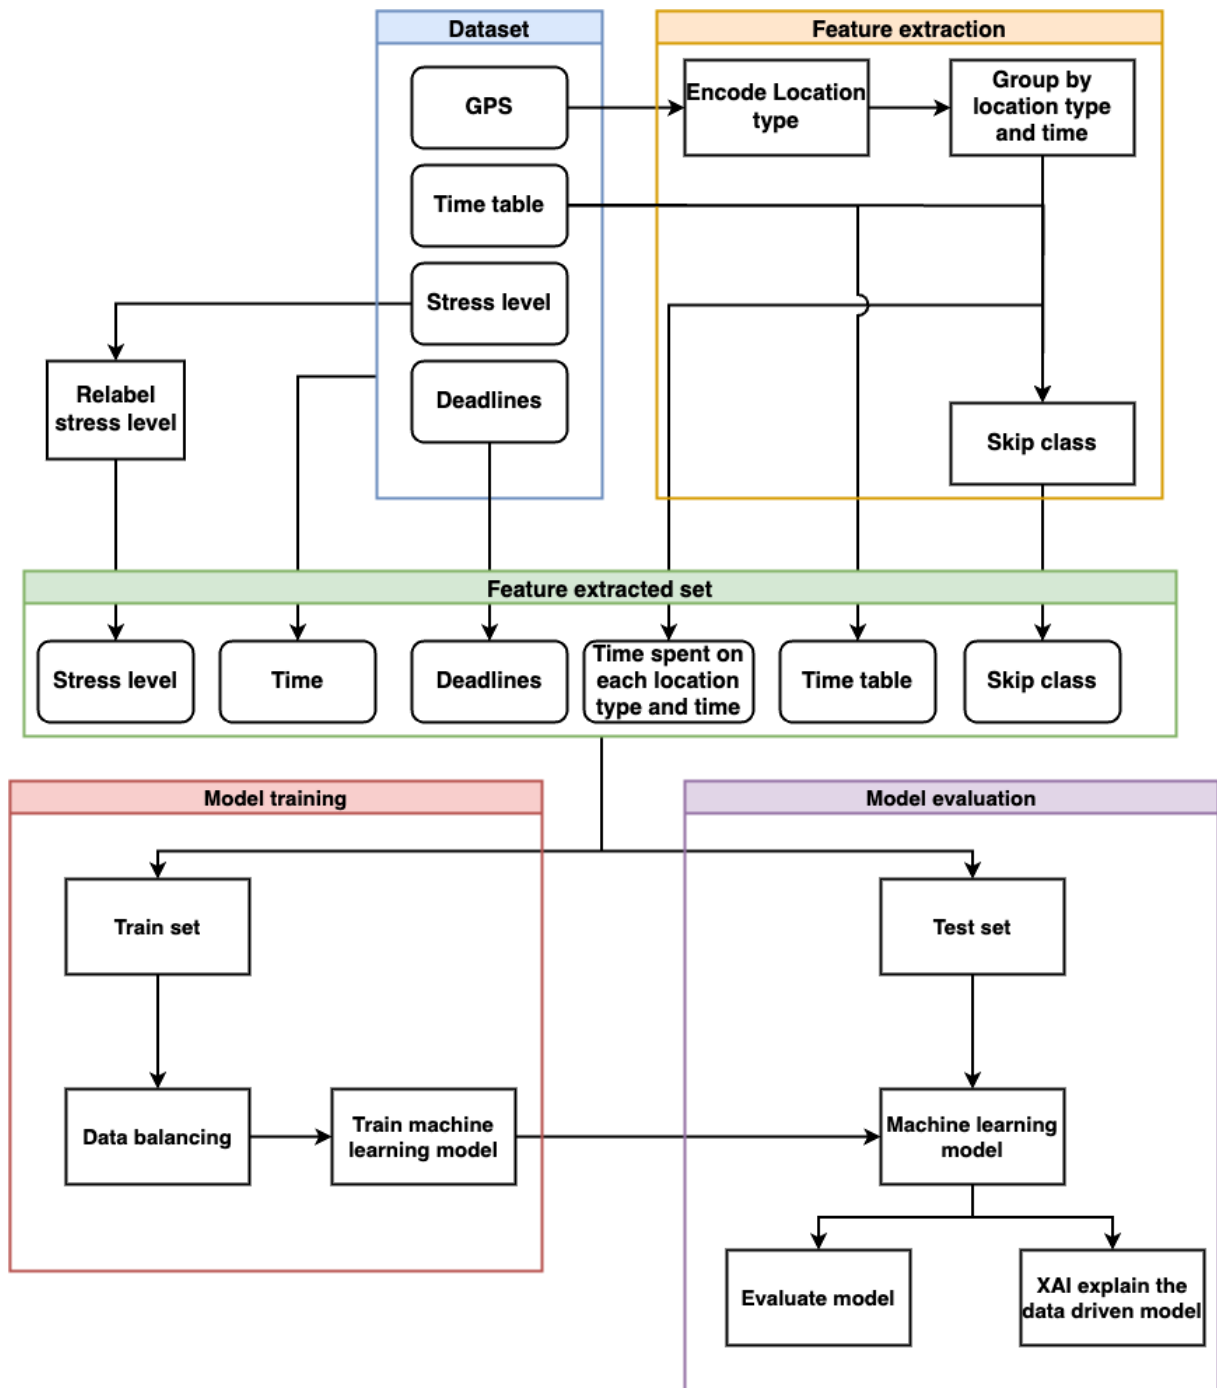 Dataset
GPS
Time table
Stress level
Deadlines
Feature extraction
Encode Location
type
Group by
location type
and time
Skip class
Relabel
stress level
Feature extracted set
Stress level
Time
Deadlines
Time spent on
each location
type and time
Time table
Skip class
Model training
Train set
Data balancing
Train machine
learning model
Model evaluation
Test set
Machine learning
model
Evaluate model
XAI explain the
data driven model